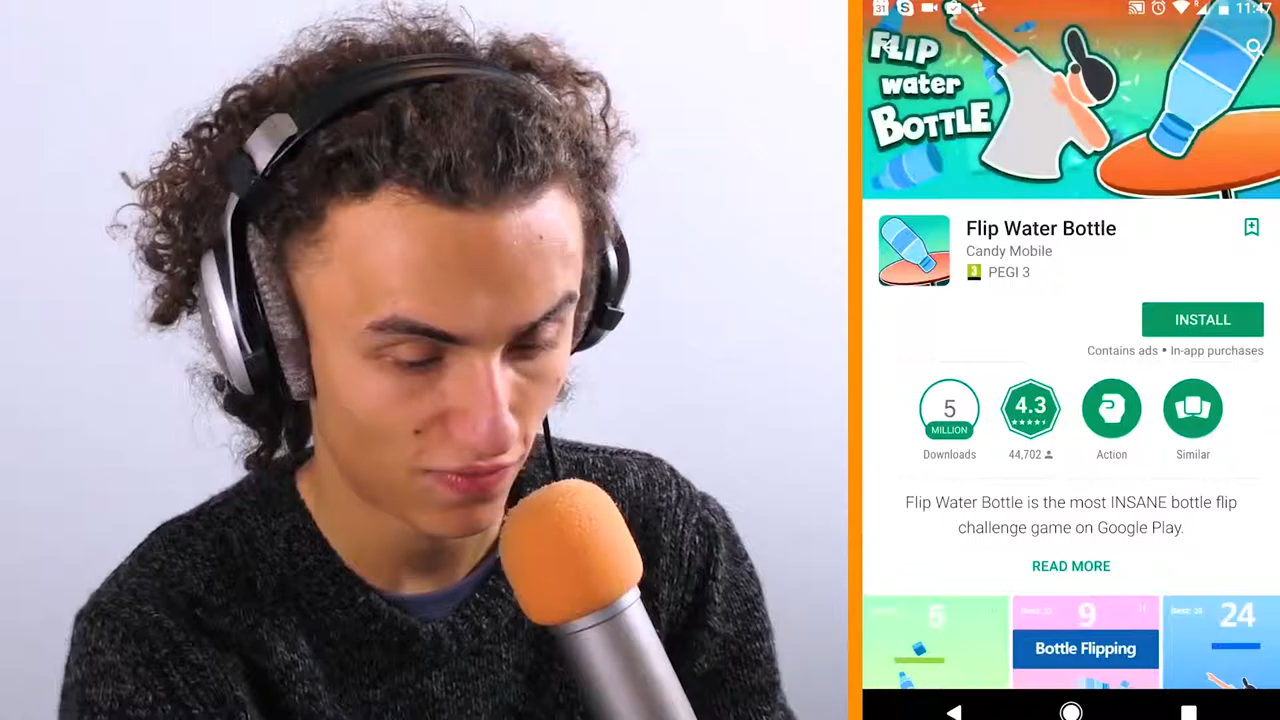 31
11:47
FLIP
water
BOTTLE
Flip Water Bottle
Candy Mobile
3 PEGI 3
INSTALL
Contains ads • In-app purchases
5
MILLION
4.3
Downloads
44,702
Action
Similar
Flip Water Bottle is the most INSANE bottle flip
challenge game on Google Play.
READ MORE
5
9
24
Bottle Flipping